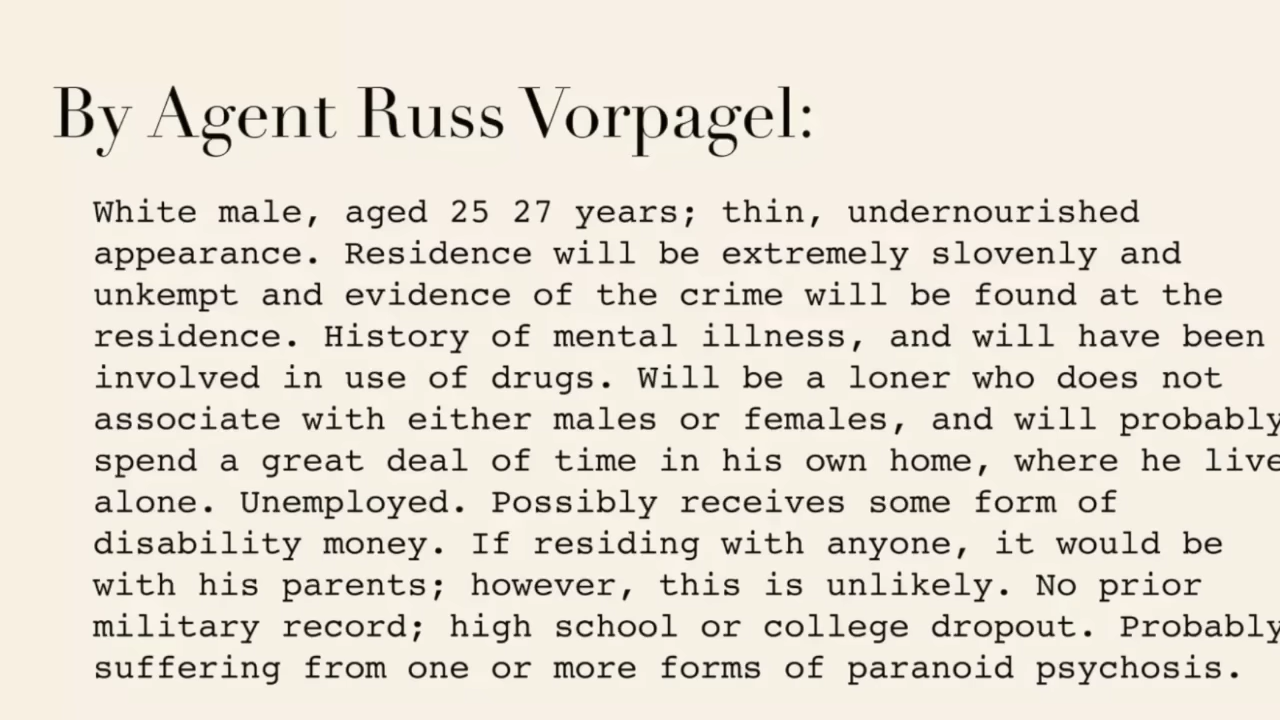 By Agent Russ Vorpagel:
White male, aged 25 27 years; thin, undernourished
appearance. Residence will be extremely slovenly and
unkempt and evidence of the crime will be found at the
residence. History of mental illness, and will have been
involved in use of drugs. Will be a loner who does not
associate with either males or females, and will probably
spend a great deal of time in his own home, where he live
alone. Unemployed. Possibly receives some form of
disability money. If residing with anyone, it would be
with his parents; however, this is unlikely. No prior
military record; high school or college dropout. Probably
suffering from one or more forms of paranoid psychosis.